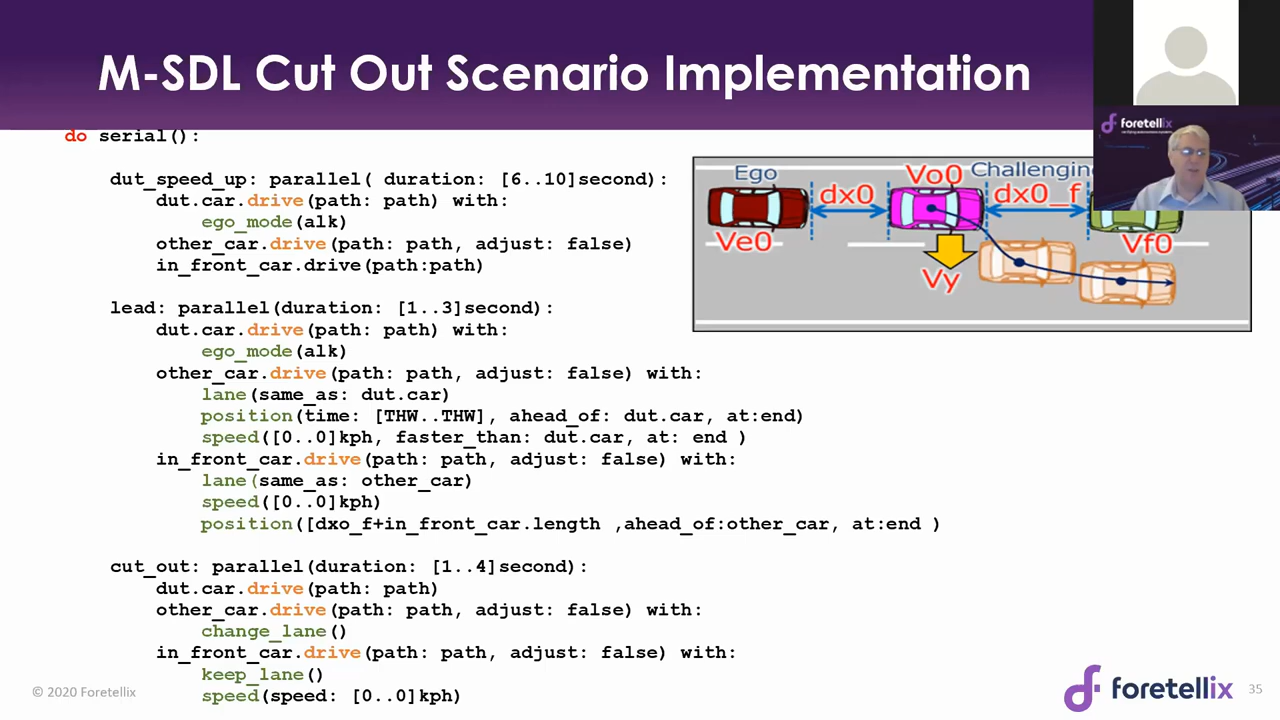 M-SDL Cut Out Scenario Implementation
foretellix
do serial():
dut_speed_up: parallel( duration: [6..10]second):
dut.car.drive(path: path) with:
ego_mode(alk)
other_car.drive(path: path, adjust: false)
in_front_car.drive(path:path)
lead: parallel(duration: [1..3]second):
dut.car.drive(path: path) with:
ego_mode(alk)
other_car.drive(path: path, adjust: false) with:
lane(same_as: dut.car)
position(time: [THW..THW], ahead_of: dut.car, at:end)
speed([0..0]kph, faster_than: dut.car, at: end )
in_front_car.drive(path: path, adjust: false) with:
lane(same_as: other_car)
speed([0..0]kph)
position([dxo_f+in_front_car.length ,ahead_of:other_car, at:end )
cut_out: parallel(duration: [1..4]second):
dut.car.drive(path: path)
other_car.drive(path: path, adjust: false) with:
change_lane()
in_front_car.drive(path: path, adjust: false) with:
keep_lane()
speed(speed: [0..0]kph)
Ego
Vo0
Challenging
dx0
dx0_f
Ve0
Vf0
Vy
© 2020 Foretellix
foretellix
35